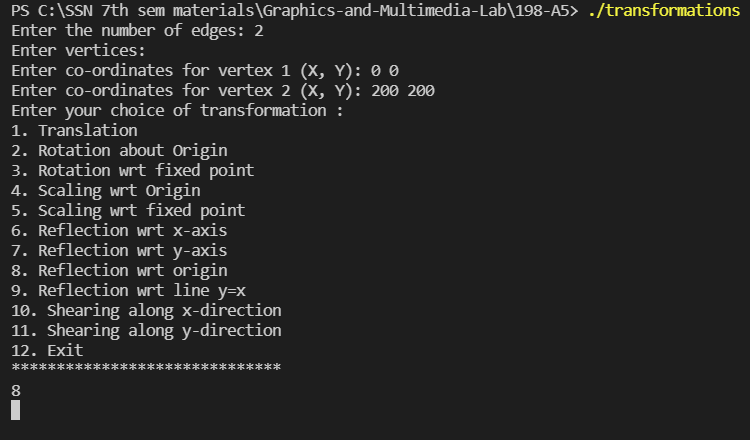 PS C:\SSN 7th sem materials\Graphics-and-Multimedia-Lab\198-A5> ./transformations
Enter the number of edges: 2
Enter vertices:
Enter co-ordinates for vertex 1 (X, Y): 0 0
Enter co-ordinates for vertex 2 (X, Y): 200 200
Enter your choice of transformation :
1. Translation
2. Rotation about Origin
3. Rotation wrt fixed point
4. Scaling wrt Origin
5. Scaling wrt fixed point
6. Reflection wrt x-axis
7. Reflection wrt y-axis
8. Reflection wrt origin
9. Reflection wrt line y=x
10. Shearing along x-direction
11. Shearing along y-direction
12. Exit
******************************
8